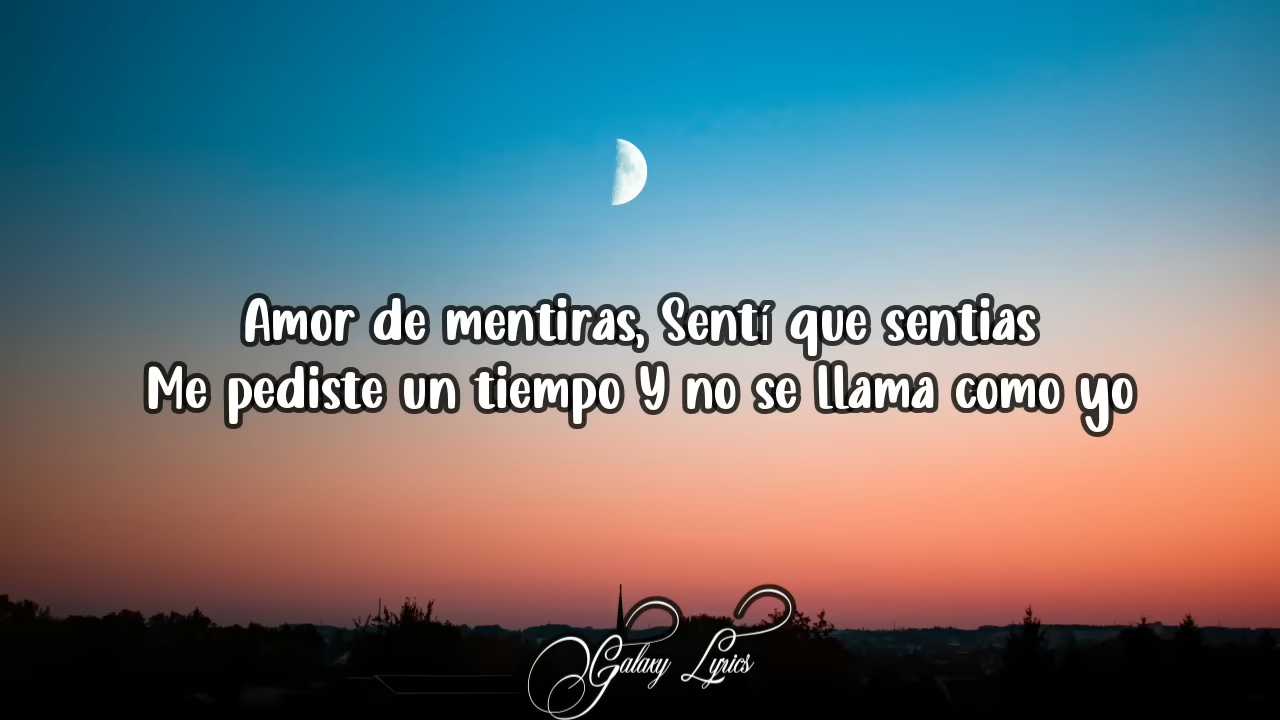 Amor de mentiras, Sentí que sentias
Me pediste un tiempo Y no se llama como yo
Galaxy Lyrics